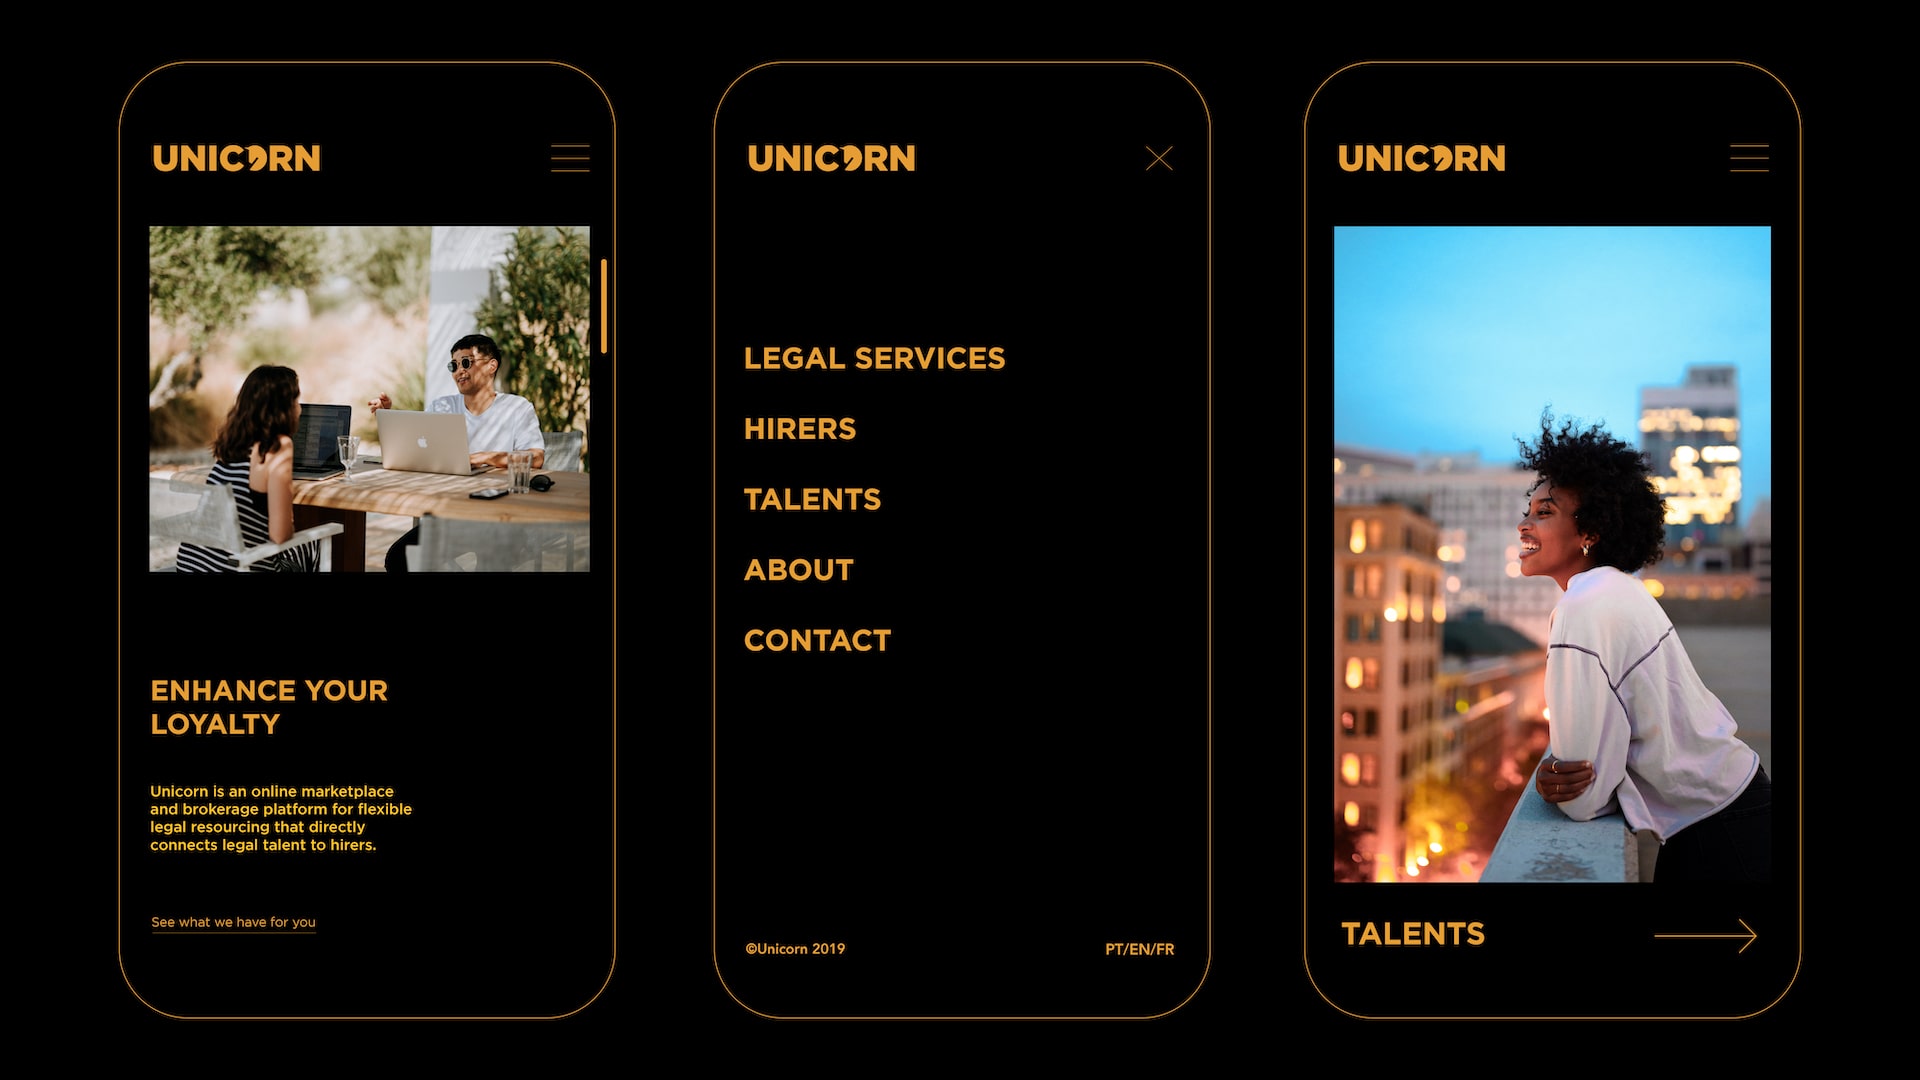 UNICORN
ENHANCE YOUR
LOYALTY
Unicorn is an online marketplace
and brokerage platform for flexible
legal resourcing that directly
connects legal talent to hirers.
See what we have for you
UNICORN
LEGAL SERVICES
HIRERS
TALENTS
ABOUT
CONTACT
©Unicorn 2019
PT/EN/FR
UNICORN
TALENTS